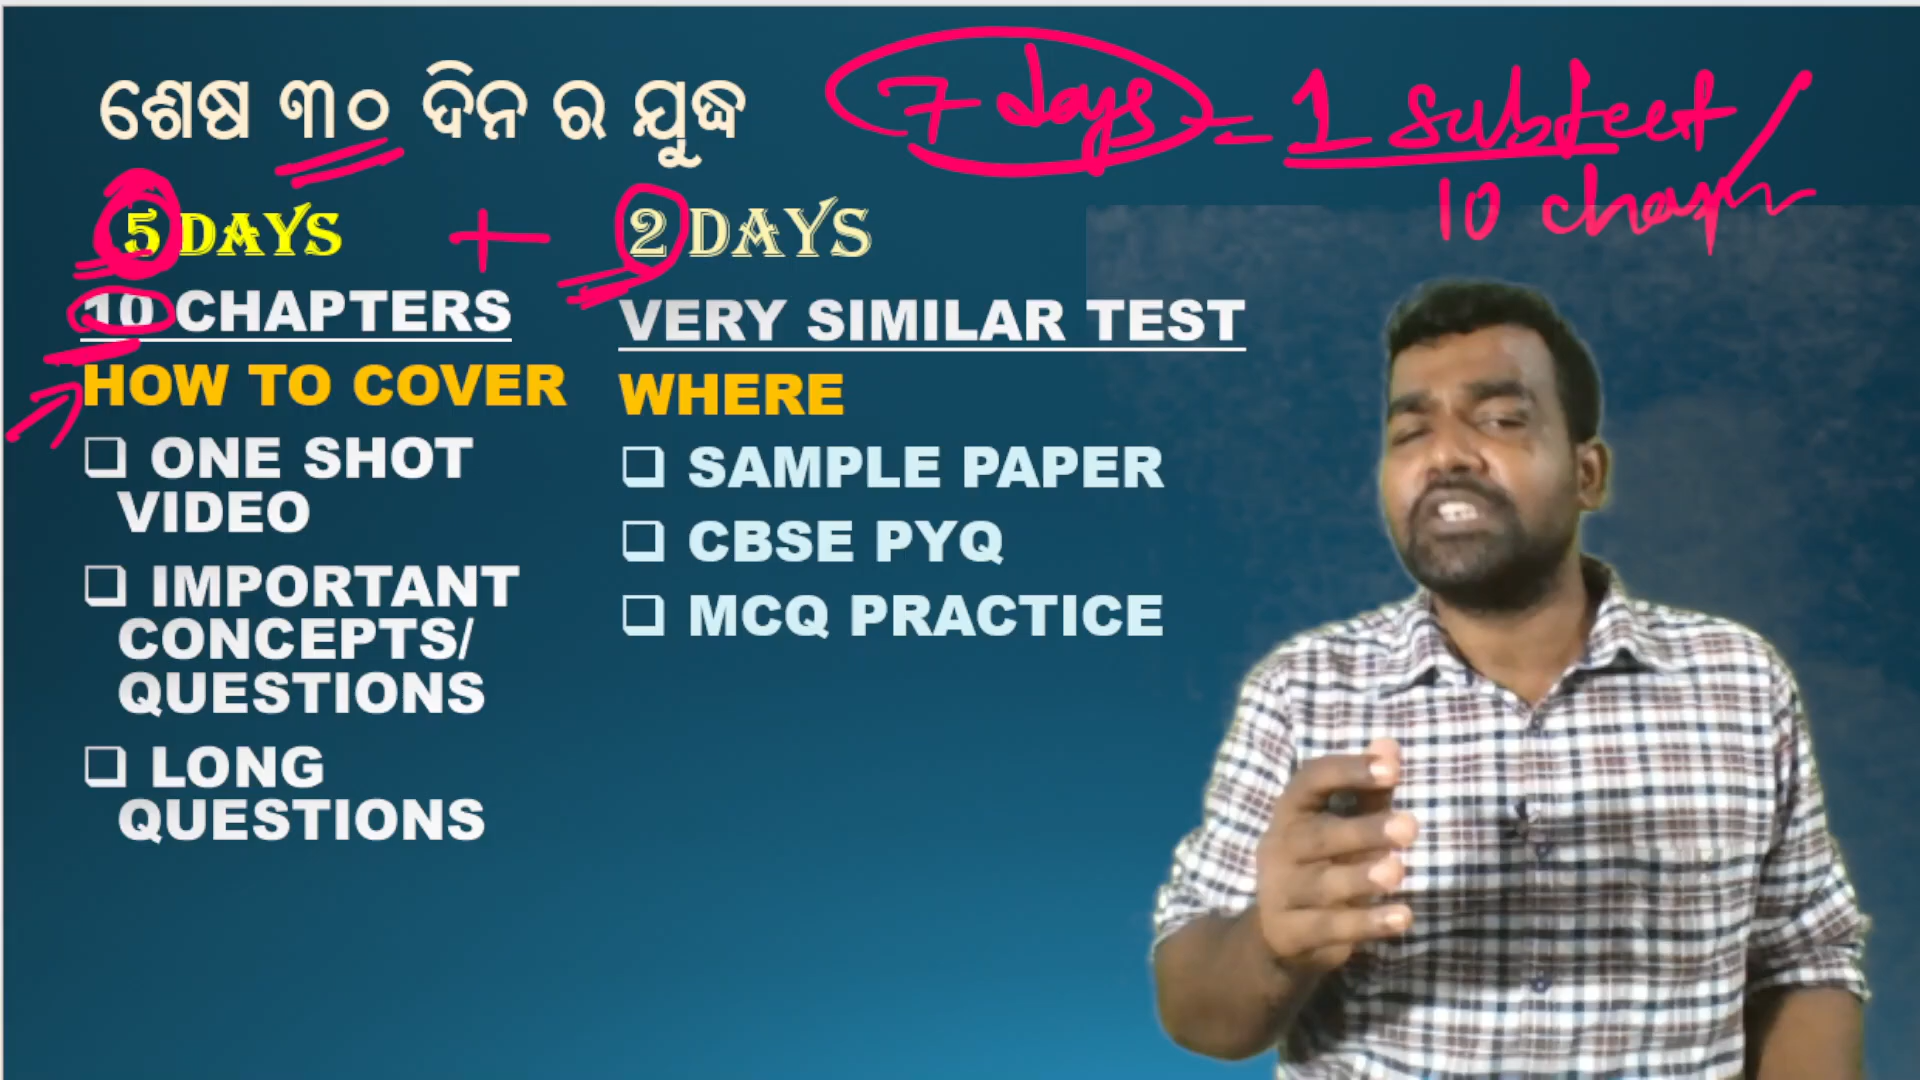 ଶେଷ ୩୦ ଦିନ ର ଯୁଦ୍ଧ
7 days = 1 subject /
10 chap
5 DAYS + 2 DAYS
10 CHAPTERS
HOW TO COVER
❑ ONE SHOT
VIDEO
❑ IMPORTANT
CONCEPTS/
QUESTIONS
❑ LONG
QUESTIONS
VERY SIMILAR TEST
WHERE
❑ SAMPLE PAPER
❑ CBSE PYQ
❑ MCQ PRACTICE